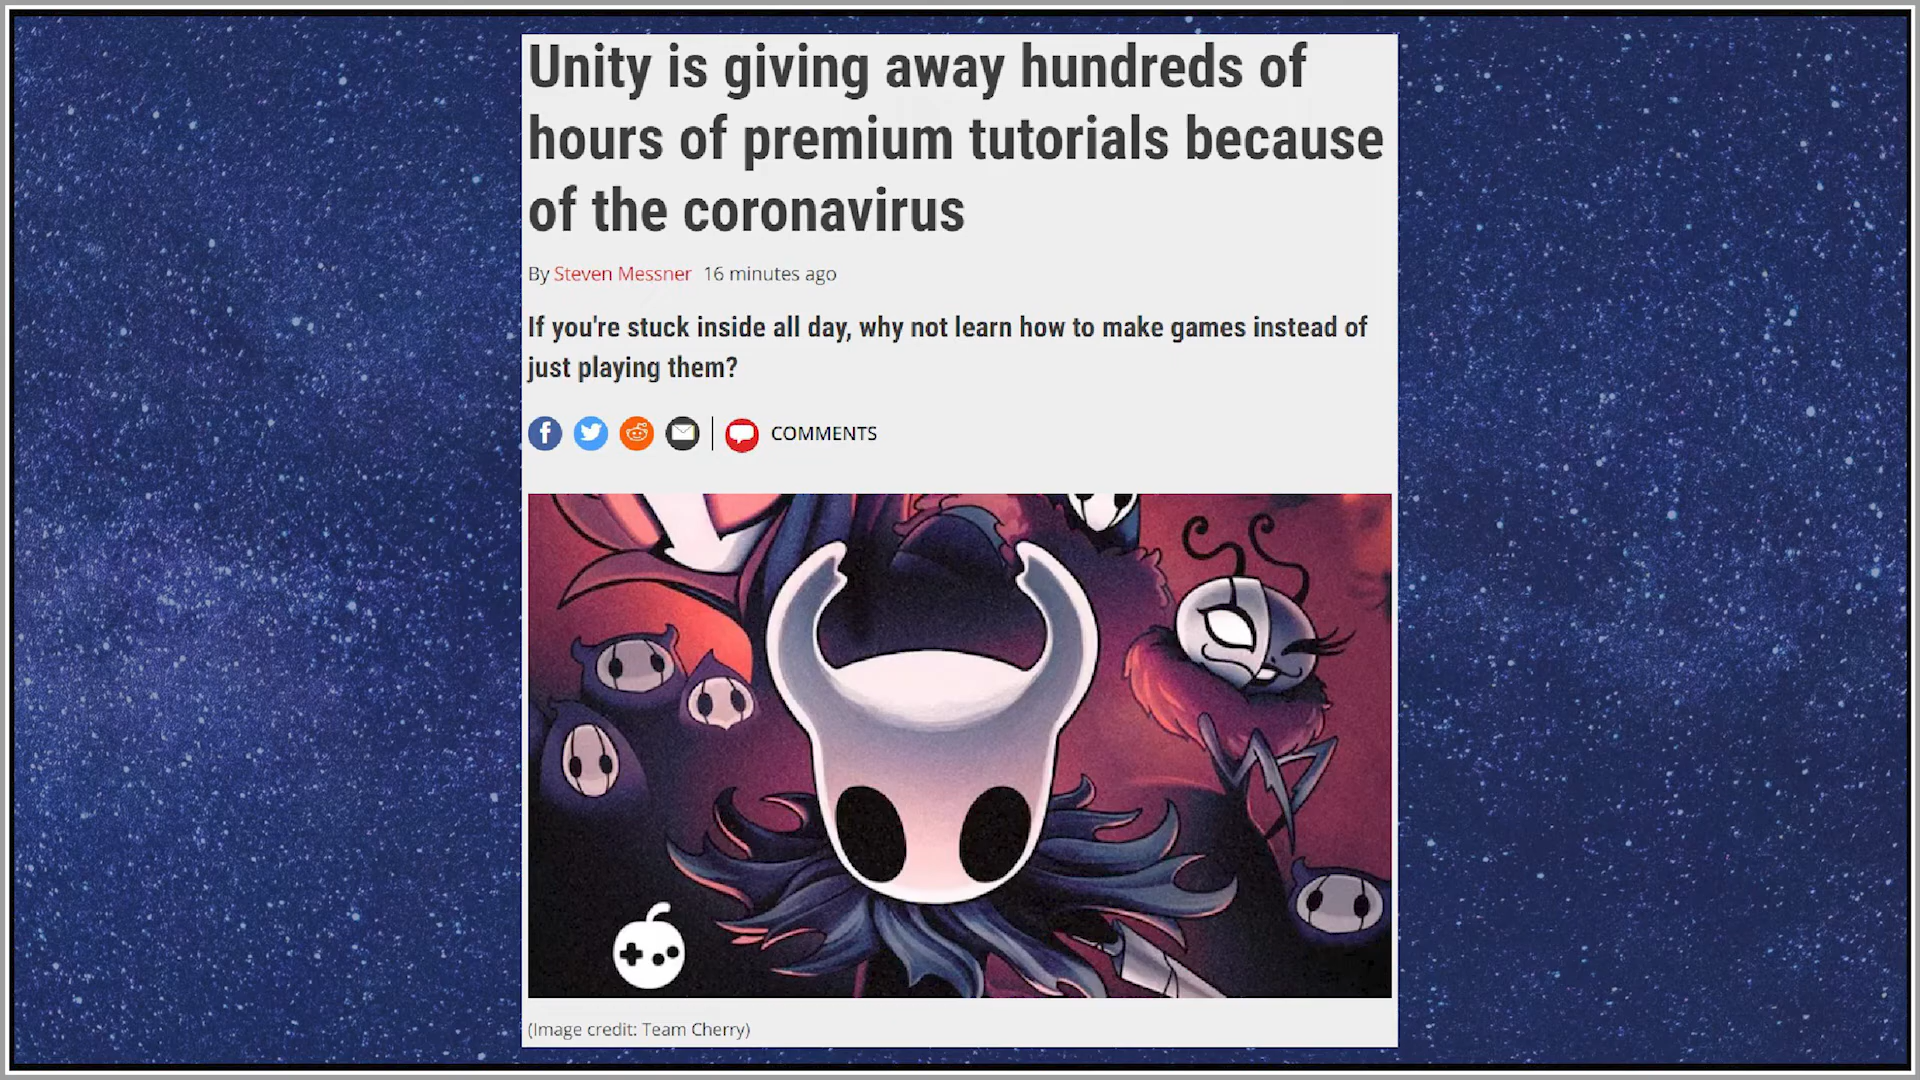 Unity is giving away hundreds of
hours of premium tutorials because
of the coronavirus
By Steven Messner 16 minutes ago
If you're stuck inside all day, why not learn how to make games instead of
just playing them?
COMMENTS
(Image credit: Team Cherry)